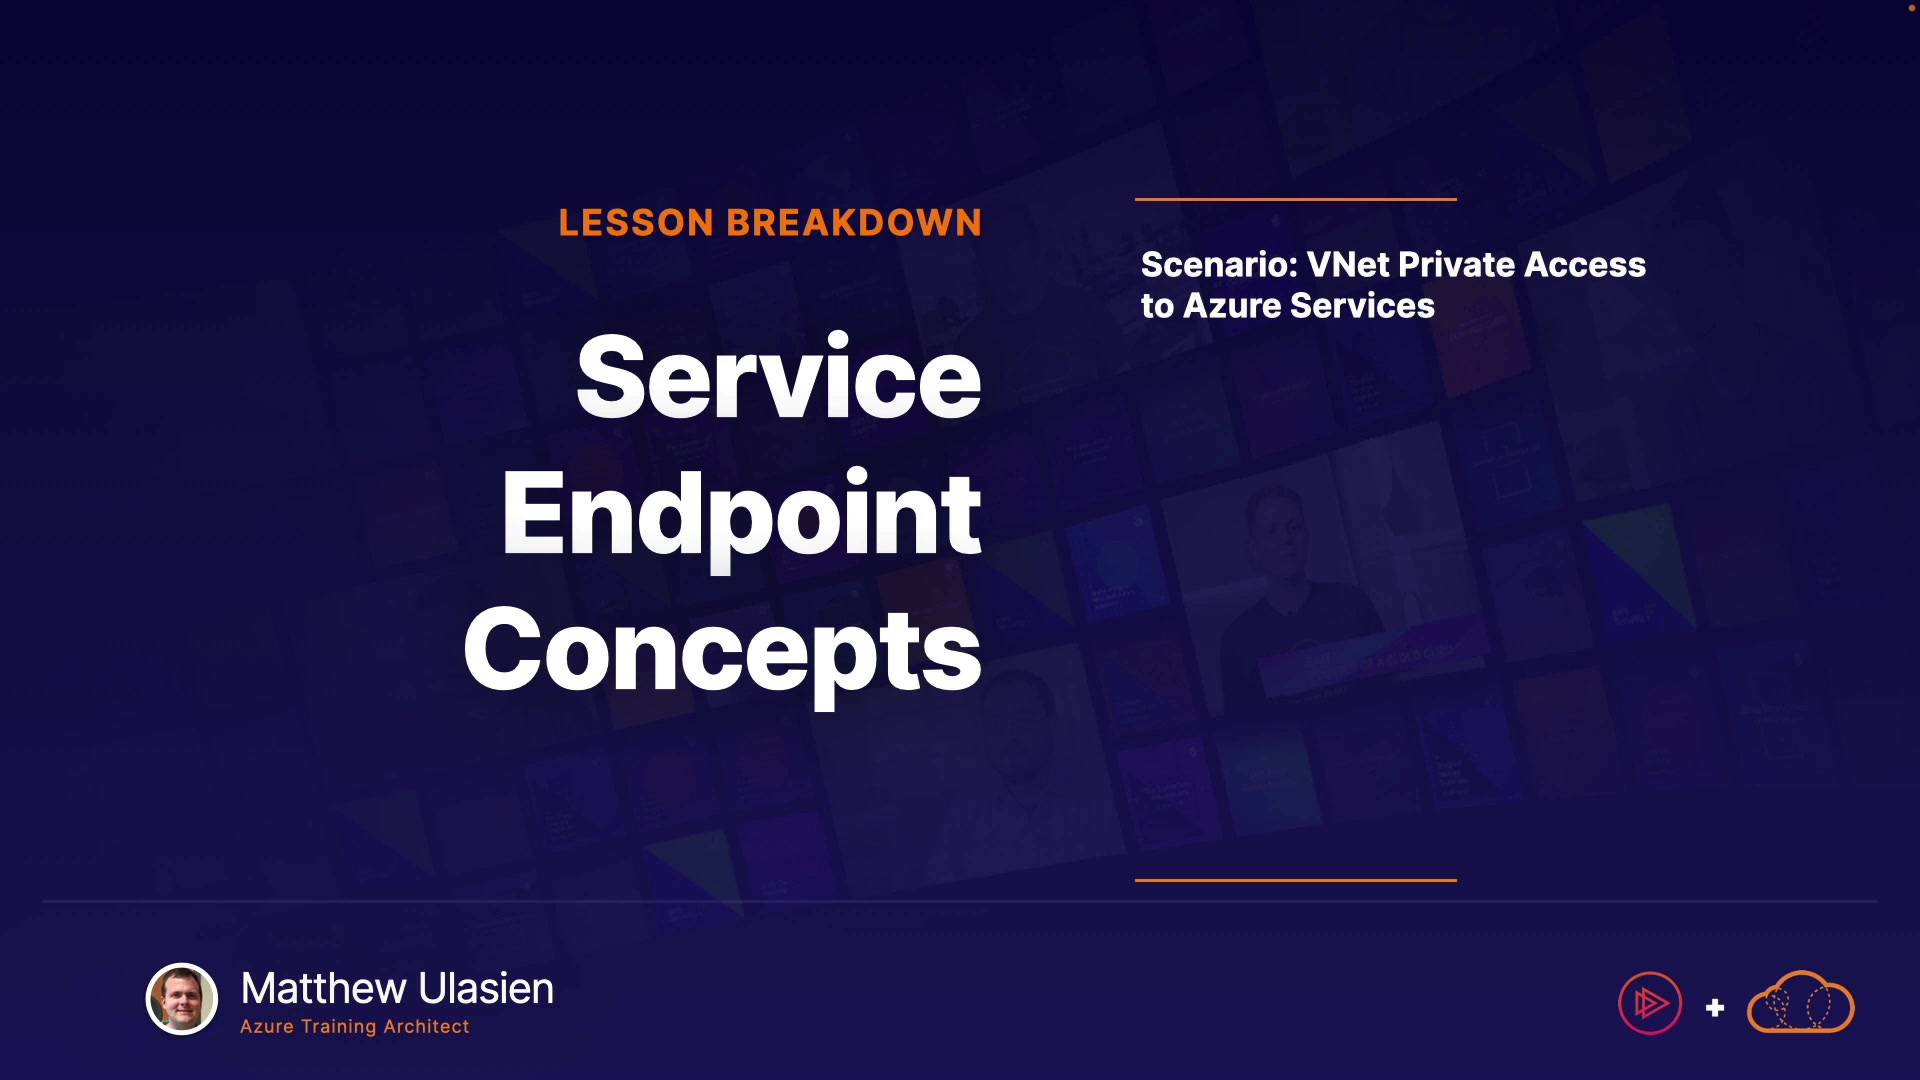 LESSON BREAKDOWN
Service
Endpoint
Concepts
Scenario: VNet Private Access
to Azure Services
Matthew Ulasien
Azure Training Architect
+